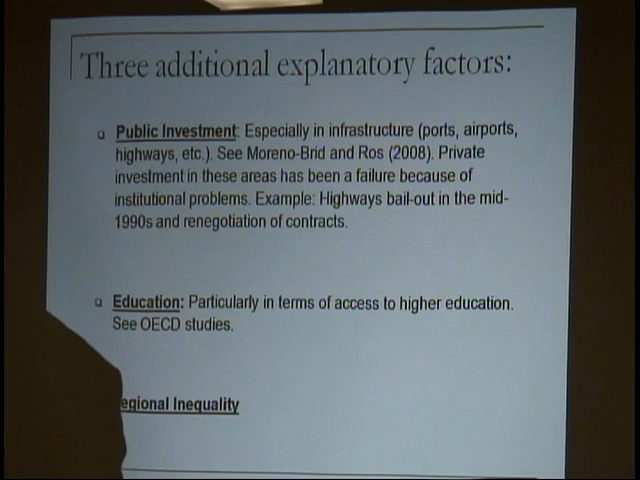 Three additional explanatory factors:
Public Investment: Especially in infrastructure (ports, airports,
highways, etc.). See Moreno-Brid and Ros (2008). Private
investment in these areas has been a failure because of
institutional problems. Example: Highways bail-out in the mid-
1990s and renegotiation of contracts.
Education: Particularly in terms of access to higher education.
See OECD studies.
egional Inequality